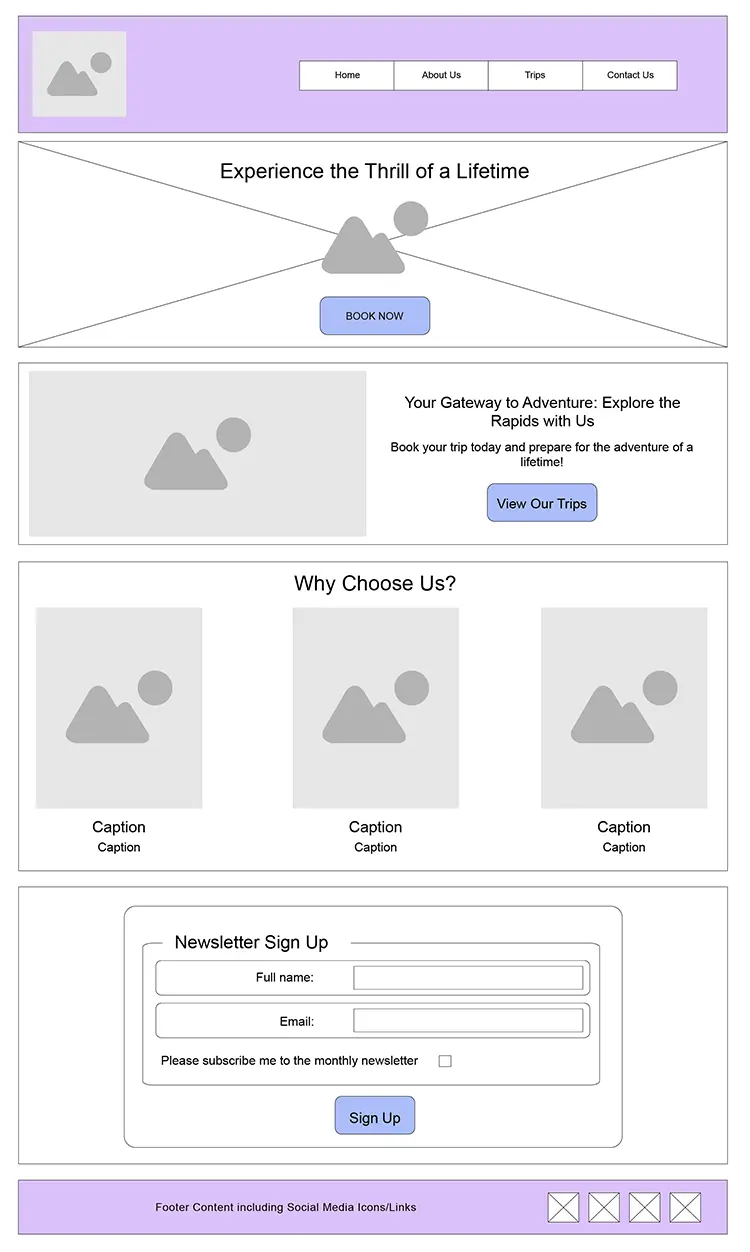 Home
About Us
Trips
Contact Us
Experience the Thrill of a Lifetime
BOOK NOW
Your Gateway to Adventure: Explore the
Rapids with Us
Book your trip today and prepare for the adventure of a
lifetime!
View Our Trips
Why Choose Us?
Caption
Caption
Caption
Caption
Caption
Caption
Newsletter Sign Up
Full name:
Email:
Please subscribe me to the monthly newsletter
Sign Up
Footer Content including Social Media Icons/Links